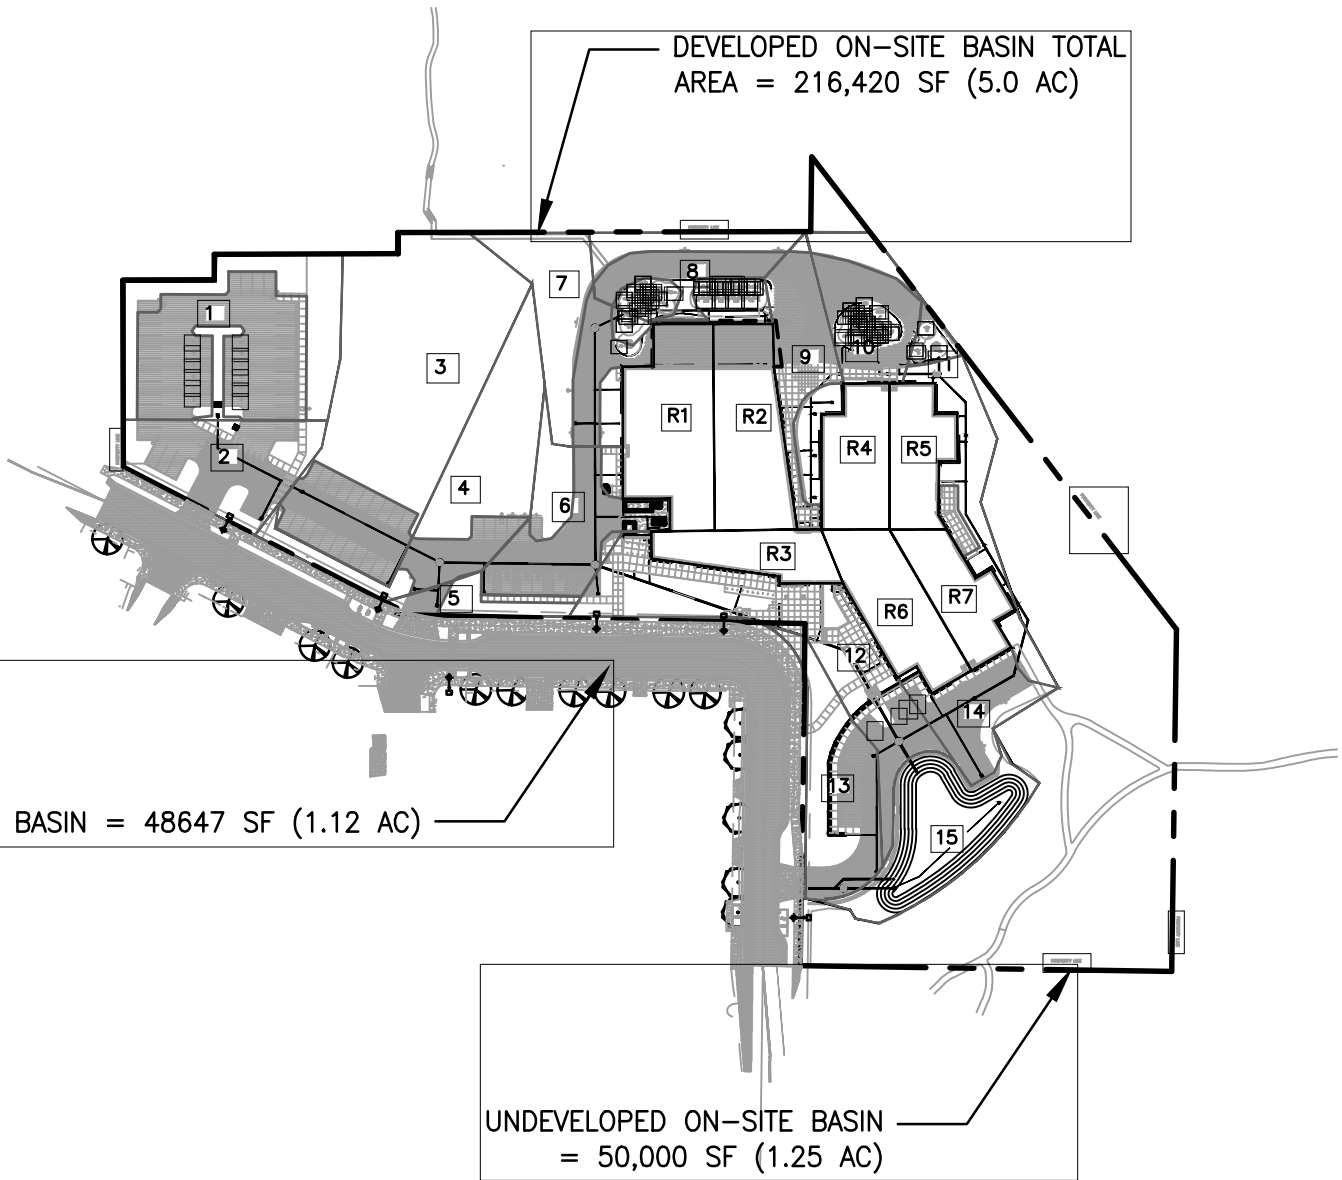 DEVELOPED ON-SITE BASIN TOTAL
AREA = 216,420 SF (5.0 AC)
8
7
1
9
10
11
3
R1
R2
R4
R5
2
4
6
R3
5
R7
R6
12
14
13
15
BASIN = 48647 SF (1.12 AC)
UNDEVELOPED ON-SITE BASIN
= 50,000 SF (1.25 AC)